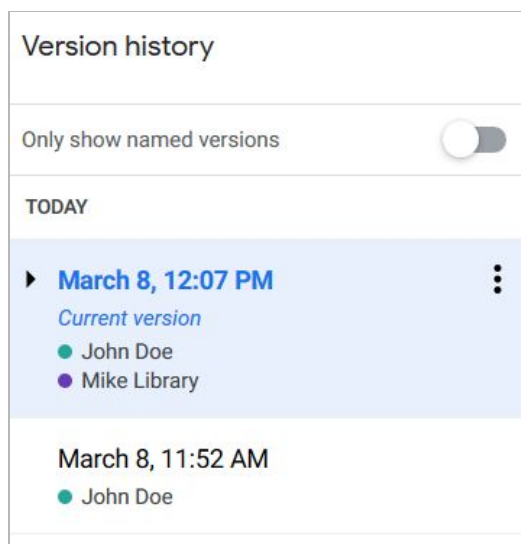 Version history
Only show named versions
TODAY
March 8, 12:07 PM
Current version
John Doe
Mike Library
March 8, 11:52 AM
John Doe